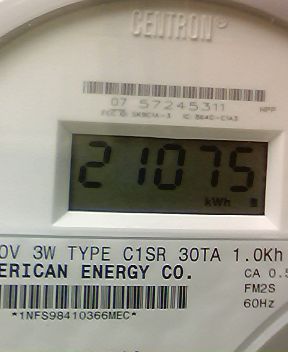 CENTRON®
07 57245311
21075
kWh
0V 3W TYPE C1SR 30TA 1.0Kh
ERICAN ENERGY CO.
CA 0.5
FM2S
60Hz
*1NFS98410366MEC*